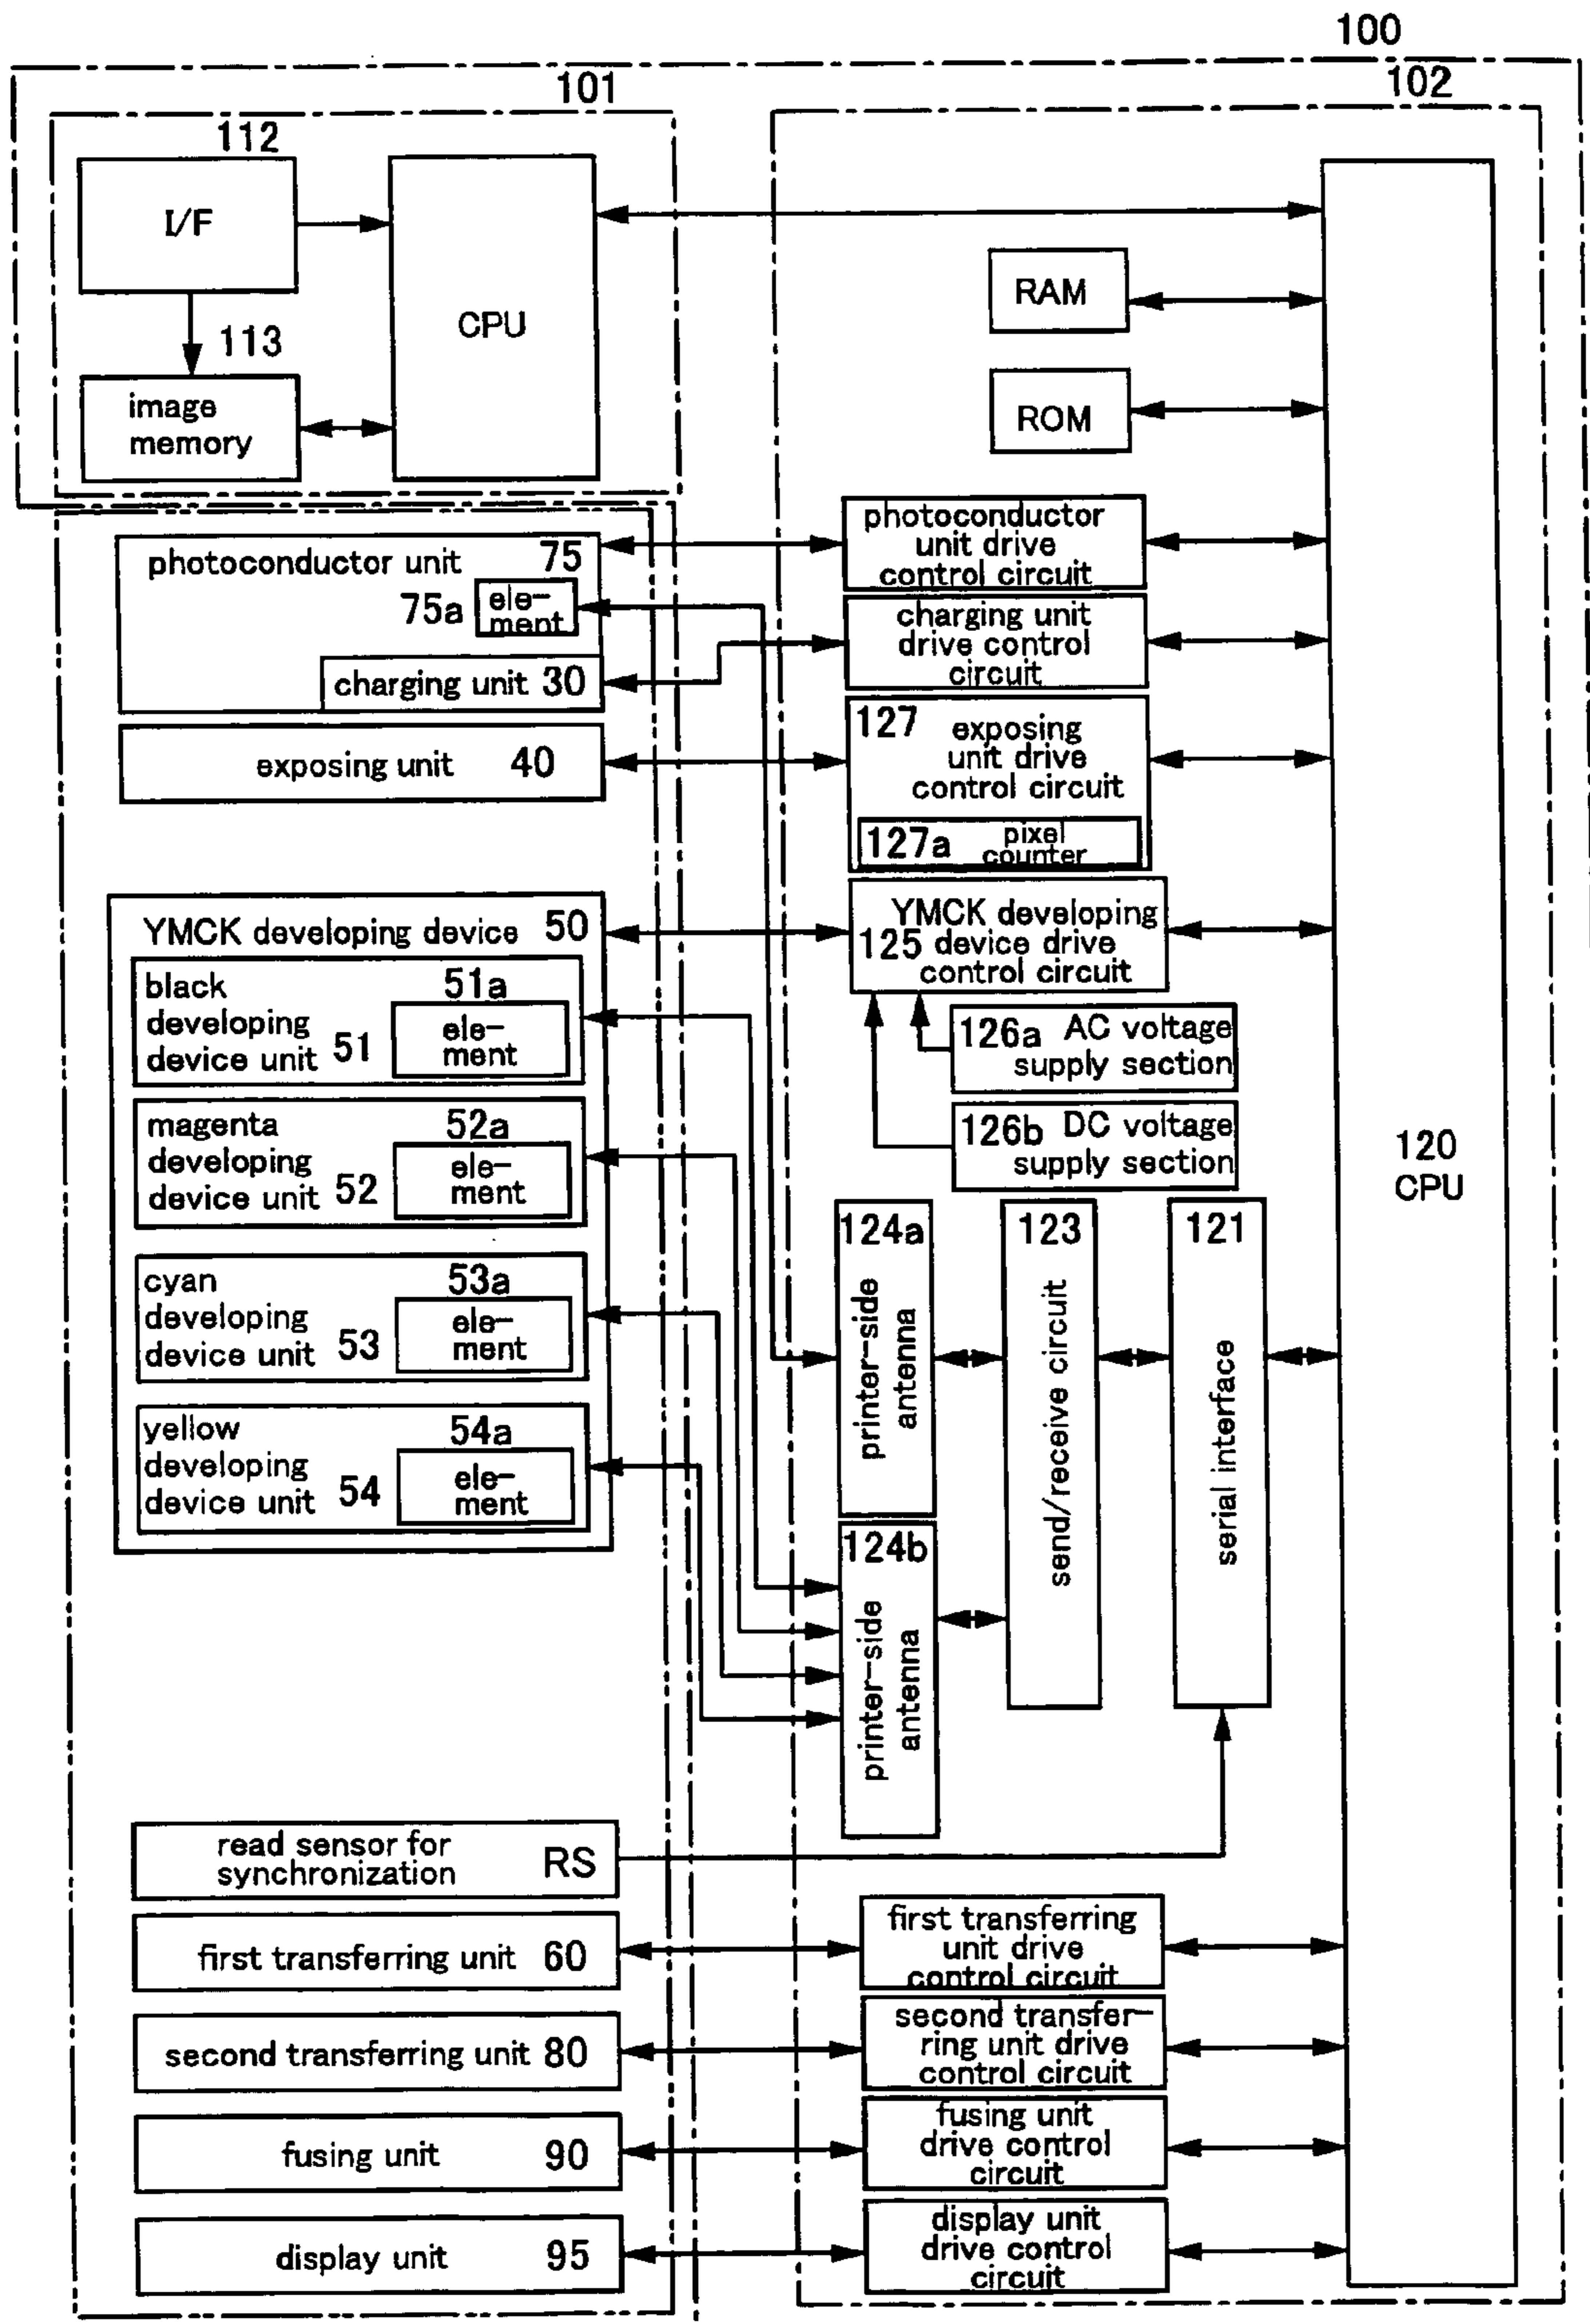 100
101
102
112
I/F
CPU
113
image
memory
RAM
ROM
photoconductor unit 75
75a
ele-
ment
charging unit 30
photoconductor
unit drive
control circuit
charging unit
drive control
circuit
exposing unit 40
127 exposing
unit drive
control circuit
127a pixel
counter
YMCK developing device 50
YMCK developing
125 device drive
control circuit
black
developing
device unit 51
51a
ele-
ment
126a AC voltage
supply section
magenta
developing
device unit 52
52a
ele-
ment
126b DC voltage
supply section
120
CPU
cyan
developing
device unit 53
53a
ele-
ment
yellow
developing
device unit 54
54a
ele-
ment
124a
printer-side
antenna
124b
printer-side
antenna
123
send/receive circuit
121
serial interface
read sensor for
synchronization RS
first transferring unit 60
first transferring
unit drive
control circuit
second transferring unit 80
second transfer-
ring unit drive
control circuit
fusing unit 90
fusing unit
drive control
circuit
display unit 95
display unit
drive control
circuit